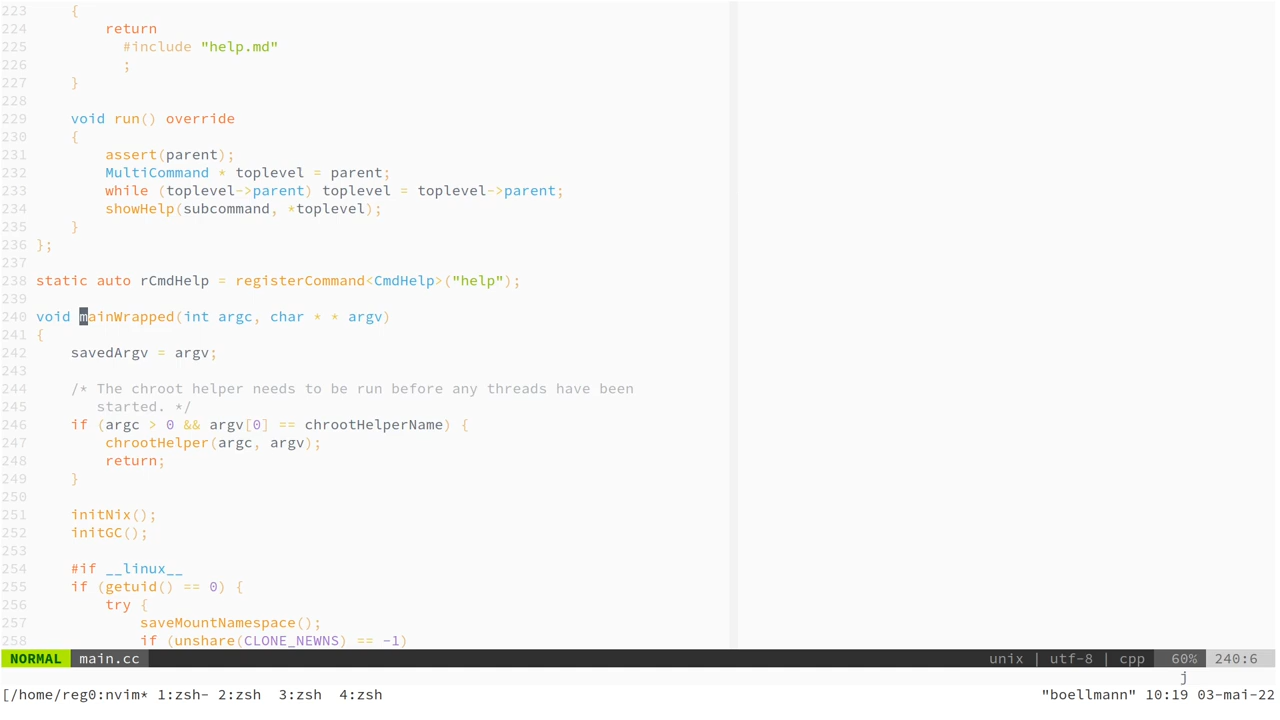 223     {
224         return
225           #include "help.md"
226           ;
227     }
228
229     void run() override
230     {
231         assert(parent);
232         MultiCommand * toplevel = parent;
233         while (toplevel->parent) toplevel = toplevel->parent;
234         showHelp(subcommand, *toplevel);
235     }
236 };
237
238 static auto rCmdHelp = registerCommand<CmdHelp>("help");
239
240 void mainWrapped(int argc, char * * argv)
241 {
242     savedArgv = argv;
243
244     /* The chroot helper needs to be run before any threads have been
245        started. */
246     if (argc > 0 && argv[0] == chrootHelperName) {
247         chrootHelper(argc, argv);
248         return;
249     }
250
251     initNix();
252     initGC();
253
254     #if __linux__
255     if (getuid() == 0) {
256         try {
257             saveMountNamespace();
258             if (unshare(CLONE_NEWNS) == -1)
NORMAL main.cc unix | utf-8 | cpp 60% 240:6
j
[/home/reg0:nvim* 1:zsh- 2:zsh  3:zsh  4:zsh "boellmann" 10:19 03-mai-22